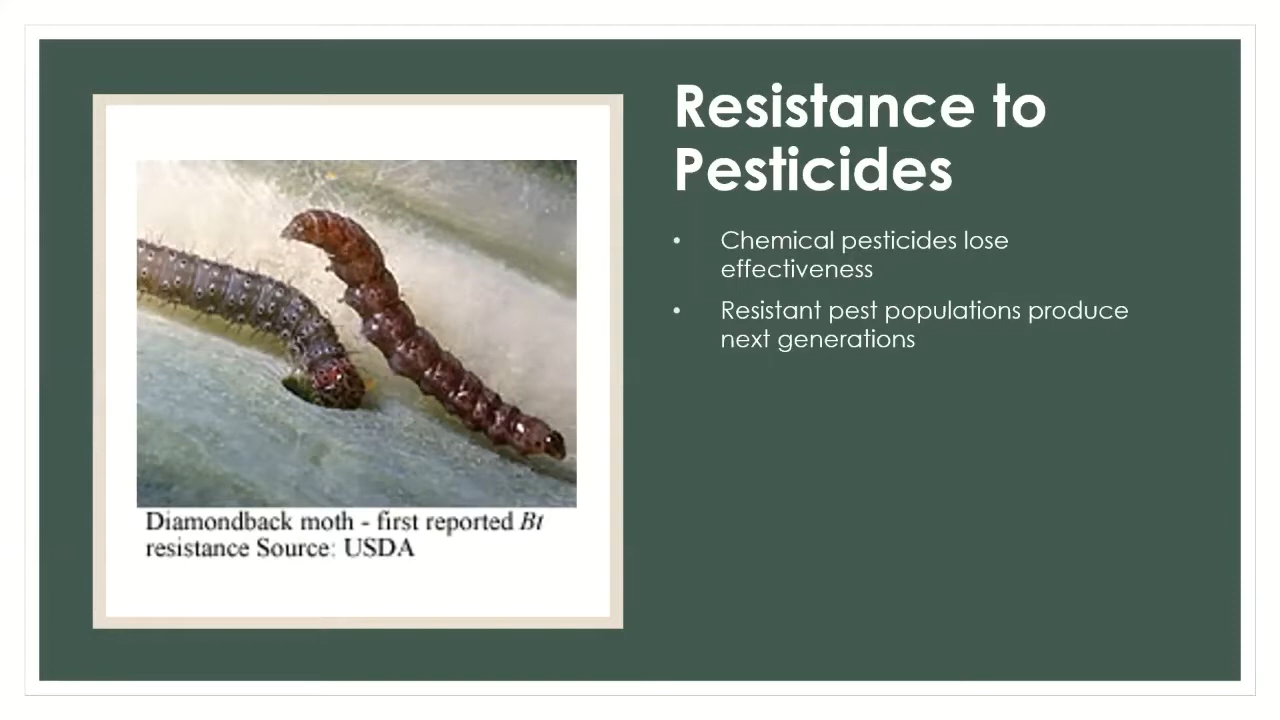 Resistance to
Pesticides
• Chemical pesticides lose
effectiveness
• Resistant pest populations produce
next generations
Diamondback moth - first reported Bt
resistance Source: USDA